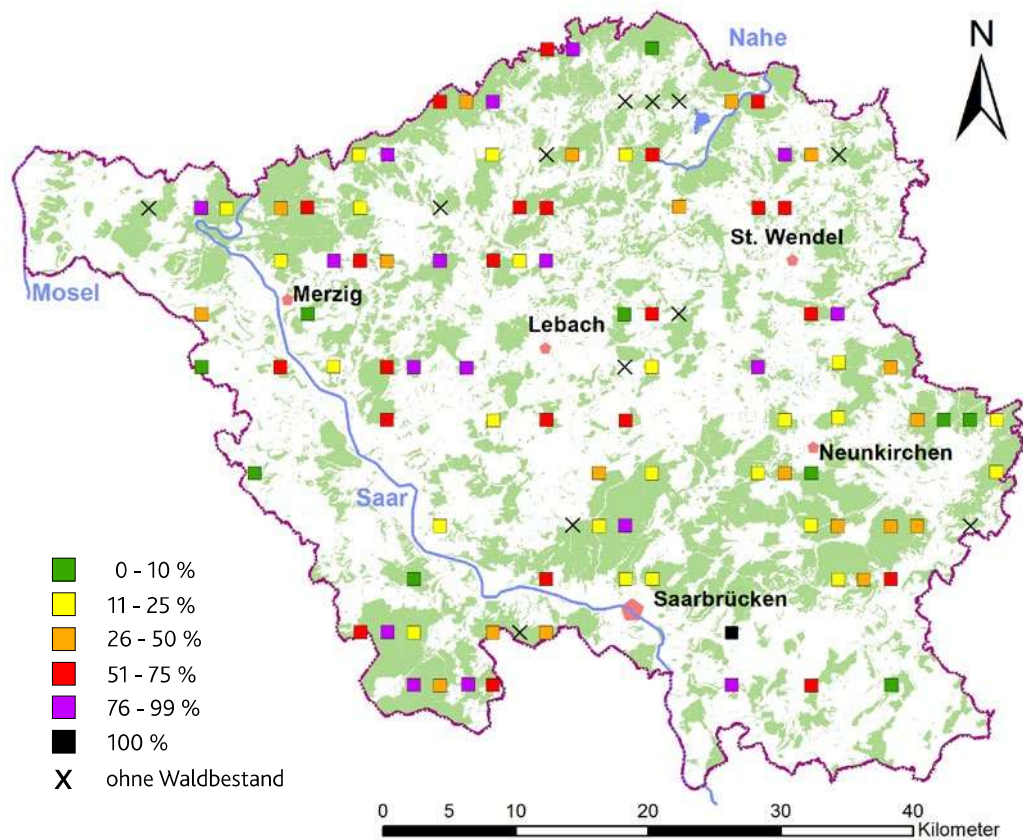 N
Nahe
St. Wendel
Mosel
Merzig
Lebach
Neunkirchen
Saar
Saarbrücken
0 - 10 %
11 - 25 %
26 - 50 %
51 - 75 %
76 - 99 %
100 %
X ohne Waldbestand
0 5 10 20 30 40
Kilometer